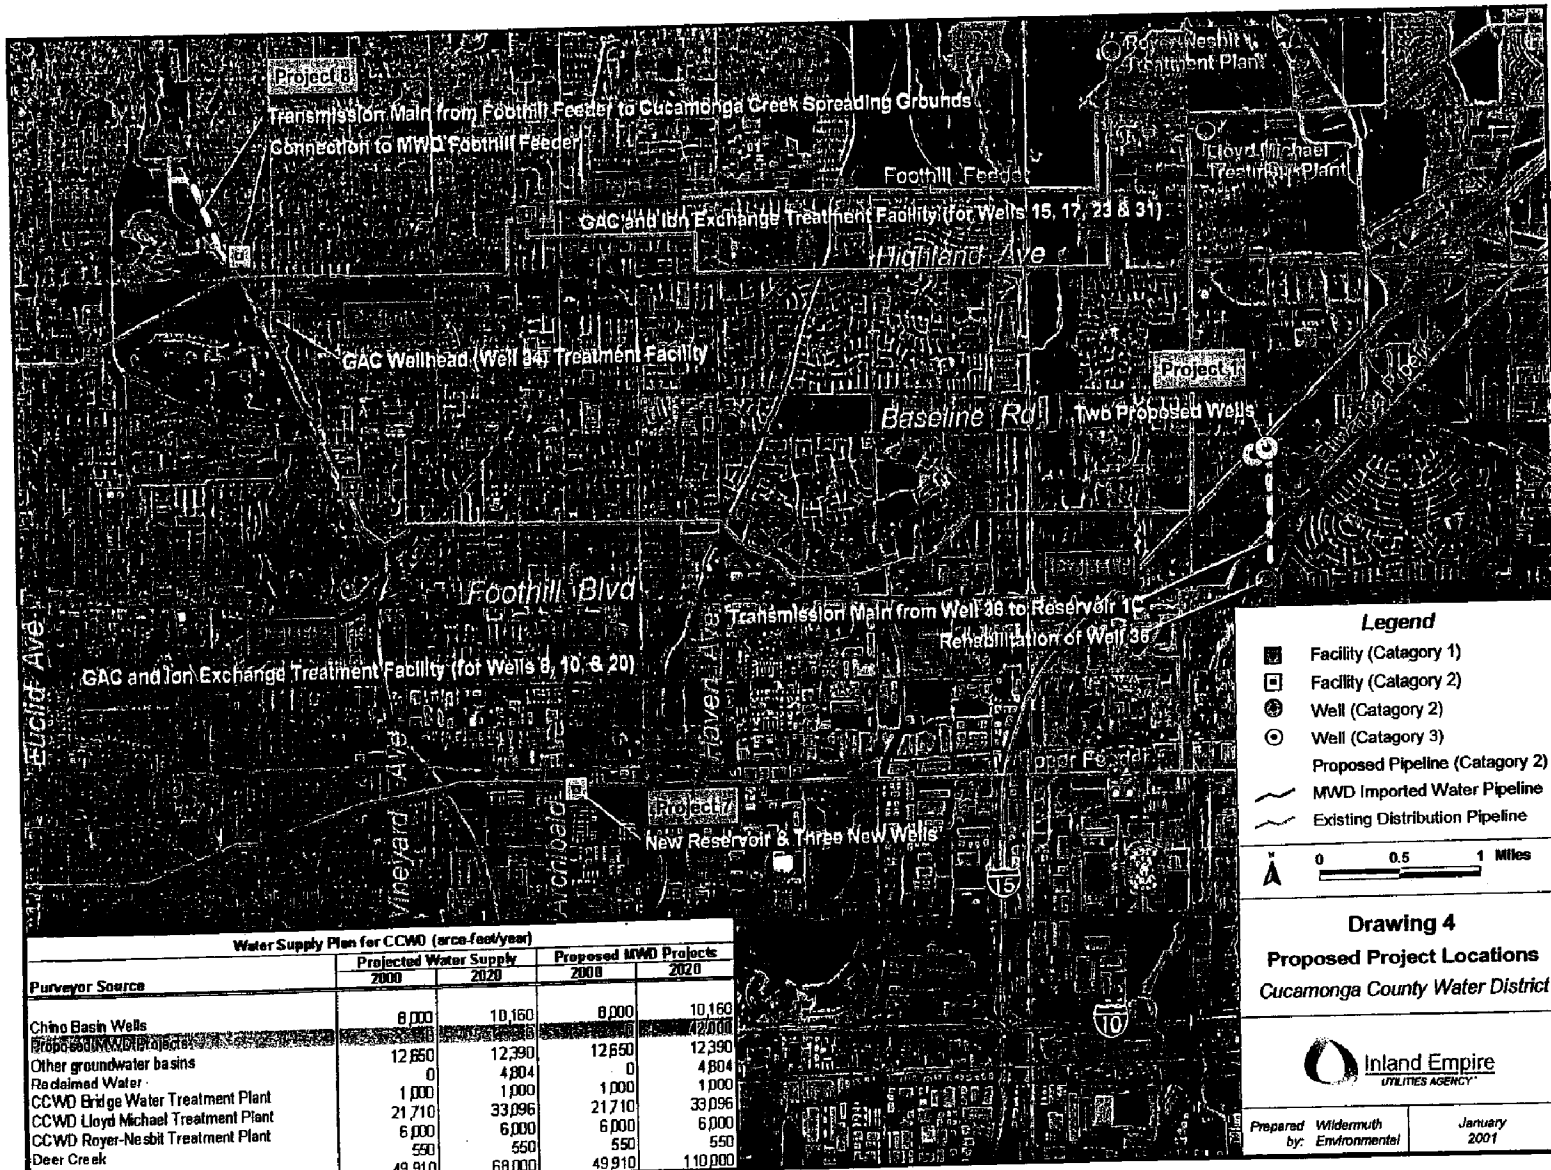 Project 8
Transmission Main from Foothill Feeder to Cucamonga Creek Spreading Grounds
Connection to MWD Foothill Feeder
Royer-Nesbit
Treatment Plant
Lloyd Michael
Treatment Plant
Foothill Feeder
GAC and Ion Exchange Treatment Facility (for Wells 15, 17, 23 & 31)
Highland Ave
GAC Wellhead (Well 34) Treatment Facility
Project 1
Baseline Rd
Two Proposed Wells
Foothill Blvd
Transmission Main from Well 36 to Reservoir 1C
Rehabilitation of Well 36
GAC and Ion Exchange Treatment Facility (for Wells 8, 10, & 20)
Euclid Ave
Vineyard Ave
Archibald
Haven Ave
Upper Feeder
Project 7
New Reservoir & Three New Wells
15
10
Legend
Facility (Catagory 1)
Facility (Catagory 2)
Well (Catagory 2)
Well (Catagory 3)
Proposed Pipeline (Catagory 2)
MWD Imported Water Pipeline
Existing Distribution Pipeline
N
0 0.5 1 Miles
Drawing 4
Proposed Project Locations
Cucamonga County Water District
Inland Empire
UTILITIES AGENCY
Prepared by: Wildermuth Environmental
January 2001
Water Supply Plan for CCWD (arce-feet/year)
Projected Water Supply Proposed MWD Projects
Purveyor Source 2000 2020 2000 2020
Chino Basin Wells 8,000 10,160 8,000 10,160
Proposed MWD Projects 0 0 0 42,000
Other groundwater basins 12,650 12,390 12,650 12,390
Reclaimed Water 0 4,804 0 4,804
CCWD Bridge Water Treatment Plant 1,000 1,000 1,000 1,000
CCWD Lloyd Michael Treatment Plant 21,710 33,096 21,710 33,096
CCWD Royer-Nesbit Treatment Plant 6,000 6,000 6,000 6,000
Deer Creek 550 550 550 550
49,910 68,000 49,910 110,000